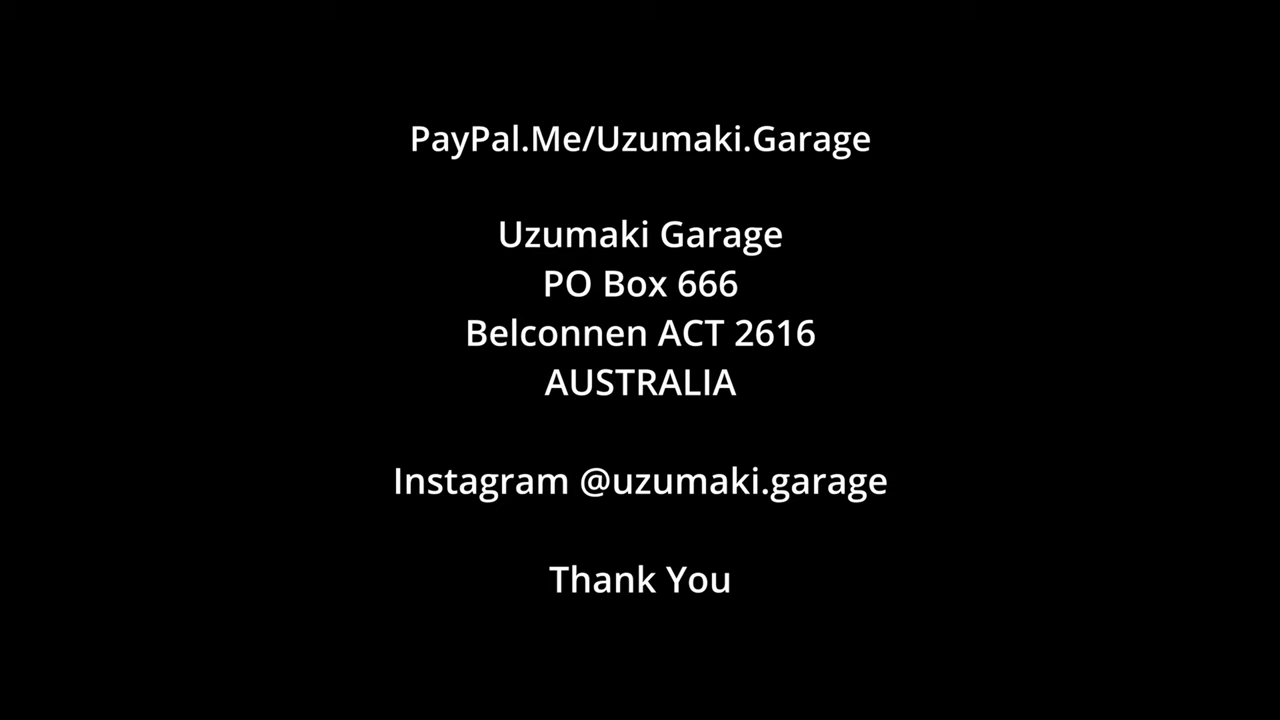 PayPal.Me/Uzumaki.Garage
Uzumaki Garage
PO Box 666
Belconnen ACT 2616
AUSTRALIA
Instagram @uzumaki.garage
Thank You